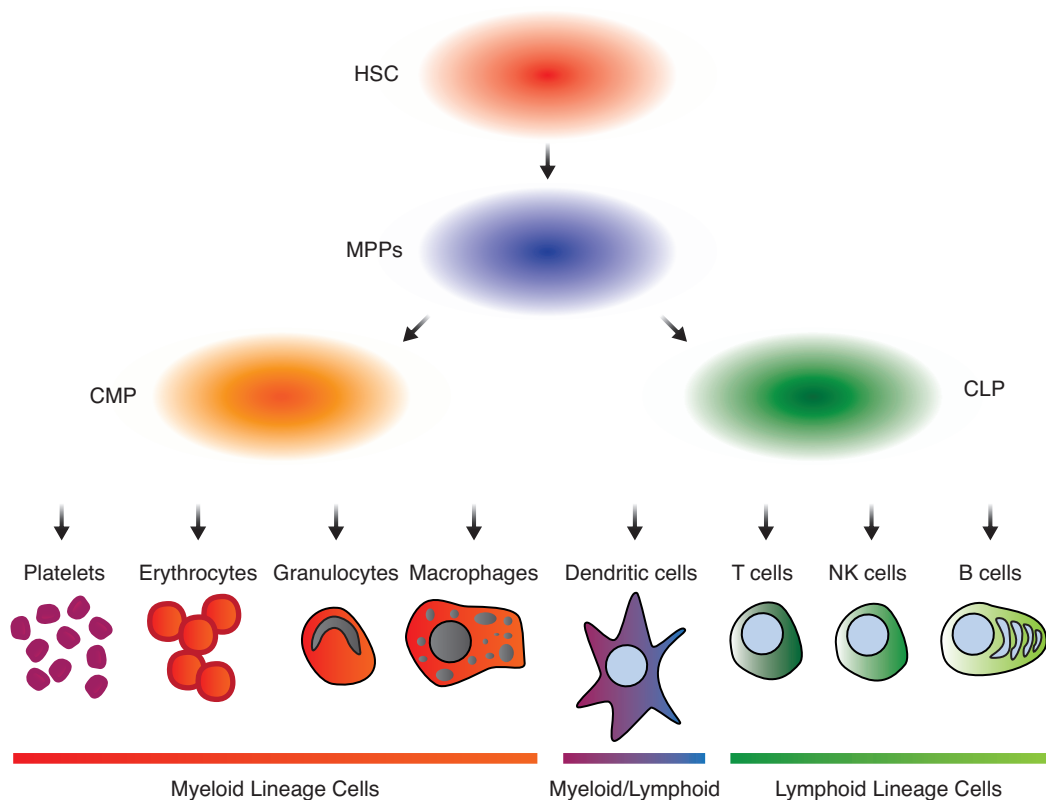 HSC
MPPs
CMP
CLP
Platelets
Erythrocytes
Granulocytes
Macrophages
Dendritic cells
T cells
NK cells
B cells
Myeloid Lineage Cells
Myeloid/Lymphoid
Lymphoid Lineage Cells